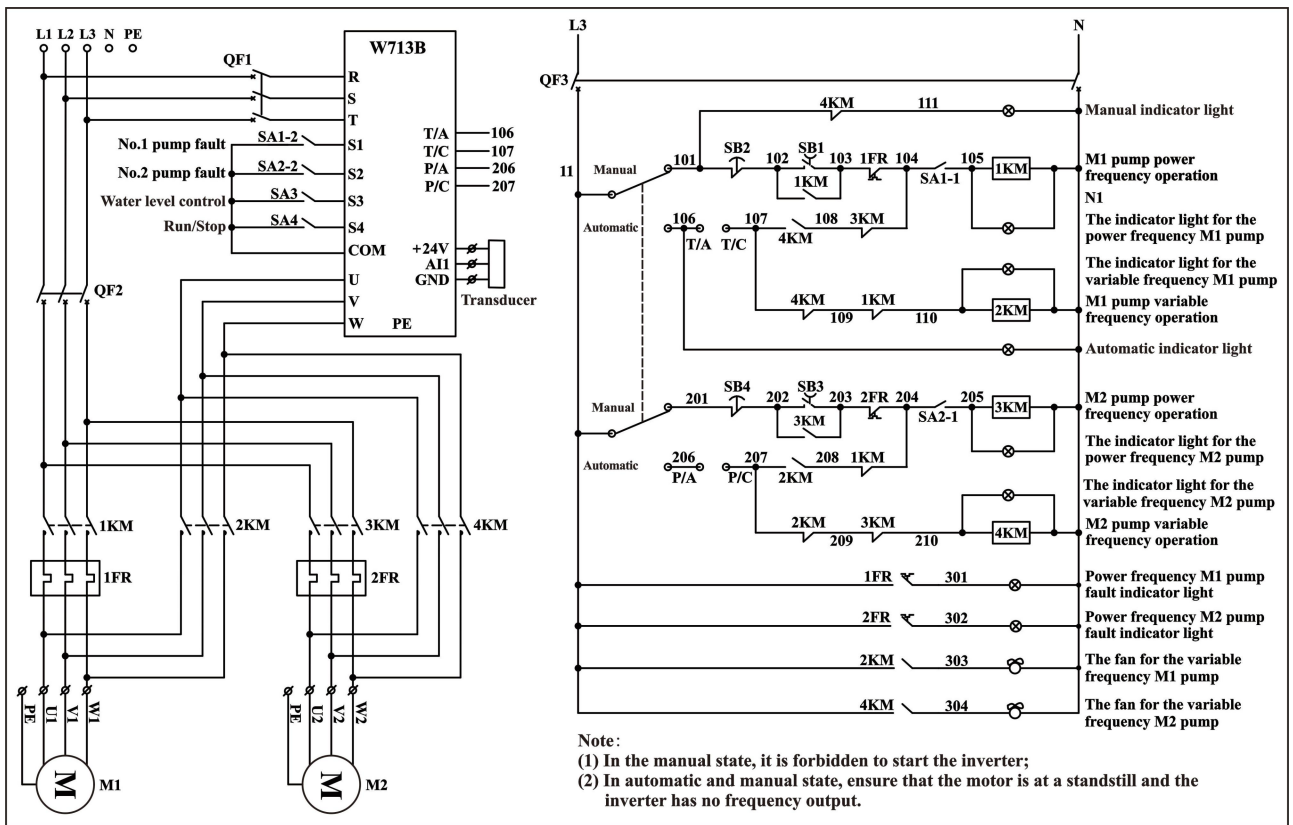 L1 L2 L3 N PE
QF1
W713B
R
S
T
No.1 pump fault SA1-2 S1
No.2 pump fault SA2-2 S2
Water level control SA3 S3
Run/Stop SA4 S4
COM
T/A 106
T/C 107
P/A 206
P/C 207
+24V
AI1
GND
Transducer
U
V
W PE
QF2
1KM 2KM 3KM 4KM
1FR 2FR
PE U1 V1 W1
PE U2 V2 W2
M M1
M M2
L3 N
QF3
4KM 111
Manual indicator light
11 Manual 101 SB2 102 SB1 103 1FR 104 SA1-1 105 1KM
1KM
M1 pump power
frequency operation
N1
Automatic 106 T/A T/C 107 4KM 108 3KM
The indicator light for the
power frequency M1 pump
The indicator light for the
variable frequency M1 pump
4KM 109 1KM 110 2KM
M1 pump variable
frequency operation
Automatic indicator light
Manual 201 SB4 202 SB3 203 2FR 204 SA2-1 205 3KM
3KM
M2 pump power
frequency operation
Automatic 206 P/A P/C 207 2KM 208 1KM
The indicator light for the
power frequency M2 pump
The indicator light for the
variable frequency M2 pump
2KM 209 3KM 210 4KM
M2 pump variable
frequency operation
1FR 301
Power frequency M1 pump
fault indicator light
2FR 302
Power frequency M2 pump
fault indicator light
2KM 303
The fan for the variable
frequency M1 pump
4KM 304
The fan for the variable
frequency M2 pump
Note:
(1) In the manual state, it is forbidden to start the inverter;
(2) In automatic and manual state, ensure that the motor is at a standstill and the
inverter has no frequency output.